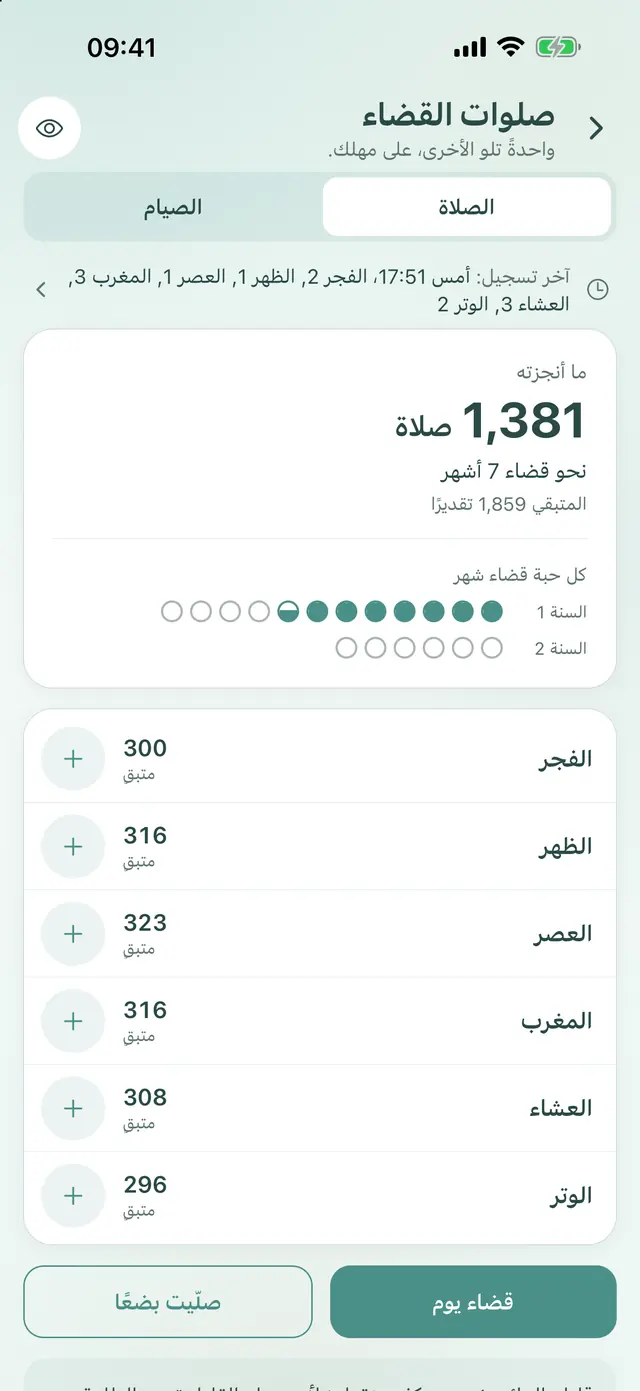 09:41
صلوات القضاء
واحدةً تلو الأخرى، على مهلك.
الصلاة
الصيام
آخر تسجيل: أمس 17:51، الفجر 2, الظهر 1, العصر 1, المغرب 3,
العشاء 3, الوتر 2
ما أنجزته
1,381 صلاة
نحو قضاء 7 أشهر
المتبقي 1,859 تقديرًا
كل حبة قضاء شهر
السنة 1
السنة 2
الفجر
300
متبقٍ
الظهر
316
متبقٍ
العصر
323
متبقٍ
المغرب
316
متبقٍ
العشاء
308
متبقٍ
الوتر
296
متبقٍ
قضاء يوم
صلّيت بضعًا